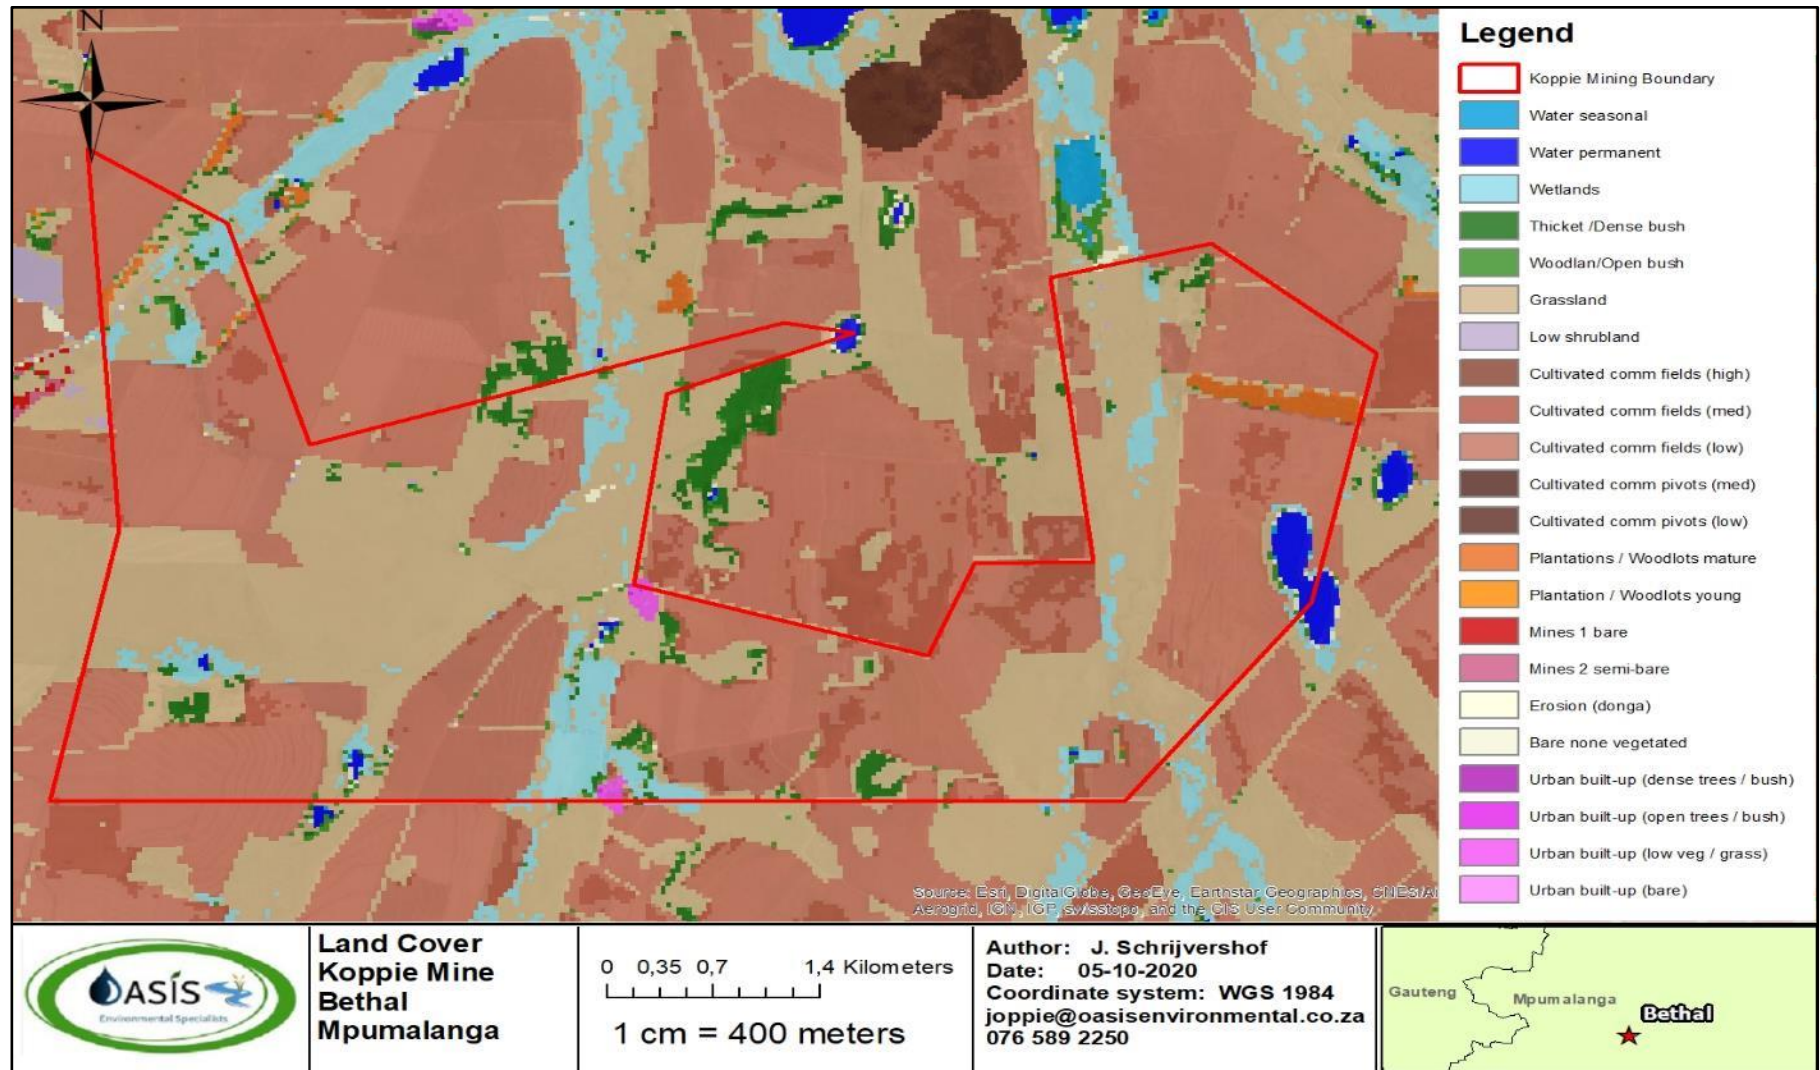 N
Legend
Koppie Mining Boundary
Water seasonal
Water permanent
Wetlands
Thicket /Dense bush
Woodlan/Open bush
Grassland
Low shrubland
Cultivated comm fields (high)
Cultivated comm fields (med)
Cultivated comm fields (low)
Cultivated comm pivots (med)
Cultivated comm pivots (low)
Plantations / Woodlots mature
Plantation / Woodlots young
Mines 1 bare
Mines 2 semi-bare
Erosion (donga)
Bare none vegetated
Urban built-up (dense trees / bush)
Urban built-up (open trees / bush)
Urban built-up (low veg / grass)
Urban built-up (bare)
Source: Esri, DigitalGlobe, GeoEye, Earthstar Geographics, CNES/Ai
Aerogrid, IGN, IGP, swisstopo, and the GIS User Community
OASIS
Environmental Specialists
Land Cover
Koppie Mine
Bethal
Mpumalanga
0 0,35 0,7 1,4 Kilometers
1 cm = 400 meters
Author: J. Schrijvershof
Date: 05-10-2020
Coordinate system: WGS 1984
joppie@oasisenvironmental.co.za
076 589 2250
Gauteng
Mpumalanga
Bethal